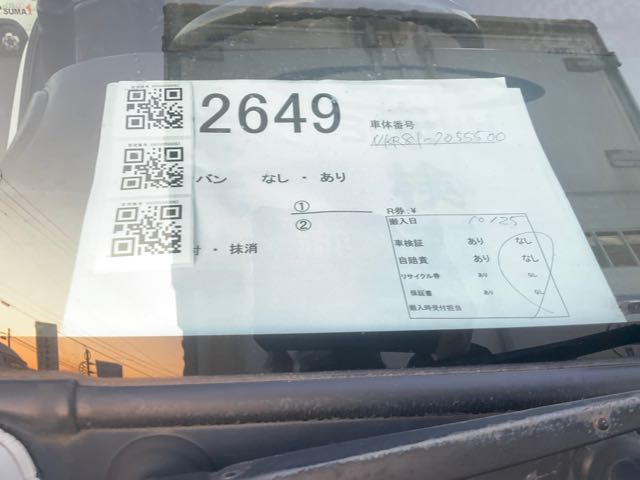 SUMA
2649
車体番号
NKR81-7055500
バン なし・あり
①
②
R券:¥
搬入日 10/25
車検証 あり なし
自賠責 あり なし
リサイクル券 あり なし
保証書 あり なし
搬入時受付担当
付・抹消